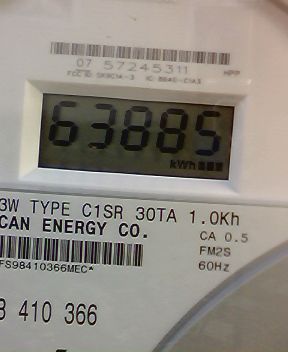 07 57245311
63885
kWh
3W TYPE C1SR 30TA 1.0Kh
CAN ENERGY CO.
CA 0.5
FM2S
60Hz
FS98410366MEC*
410 366